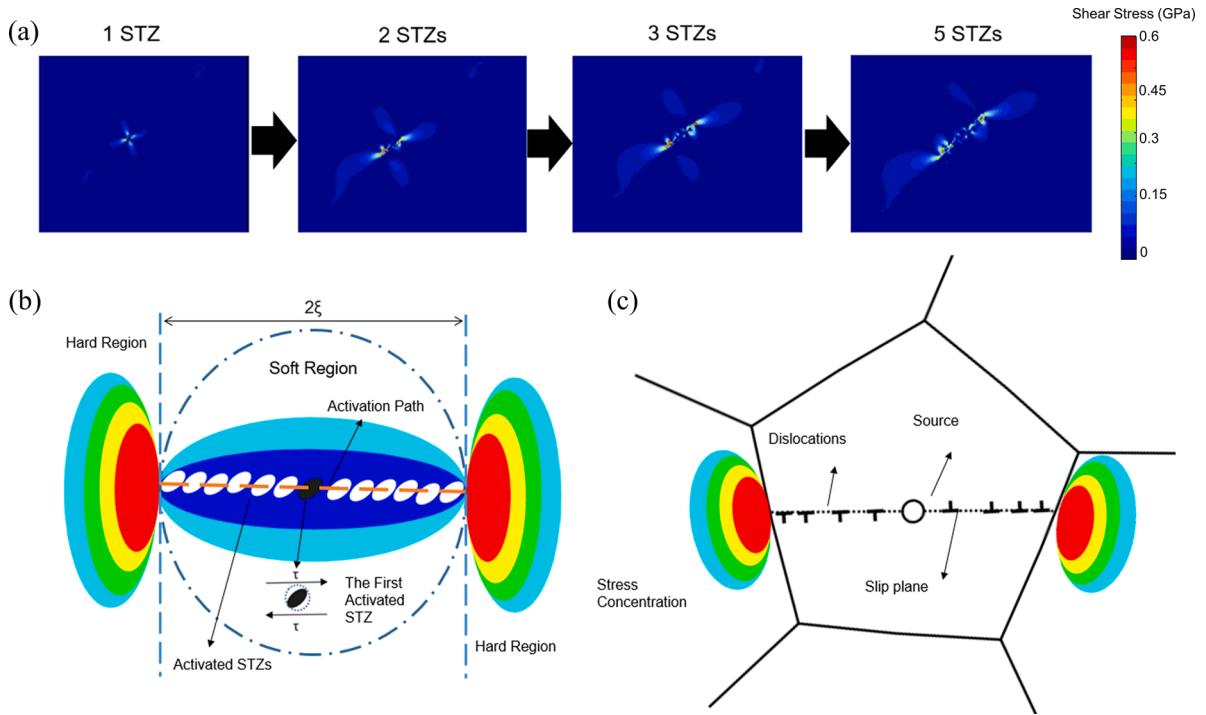 (a)
1 STZ
2 STZs
3 STZs
5 STZs
Shear Stress (GPa)
0.6
0.45
0.3
0.15
0
(b)
2ξ
Hard Region
Soft Region
Activation Path
τ
The First
Activated
STZ
τ
Activated STZs
Hard Region
(c)
Dislocations
Source
Slip plane
Stress
Concentration